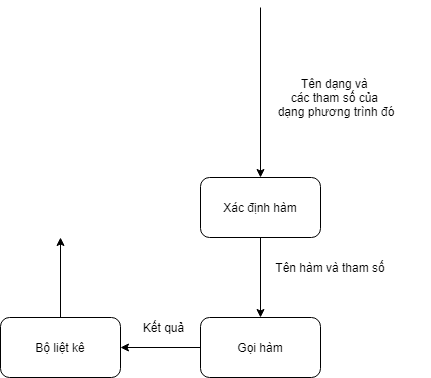 Tên dạng và
các tham số của
dạng phương trình đó
Xác định hàm
Tên hàm và tham số
Kết quả
Bộ liệt kê
Gọi hàm